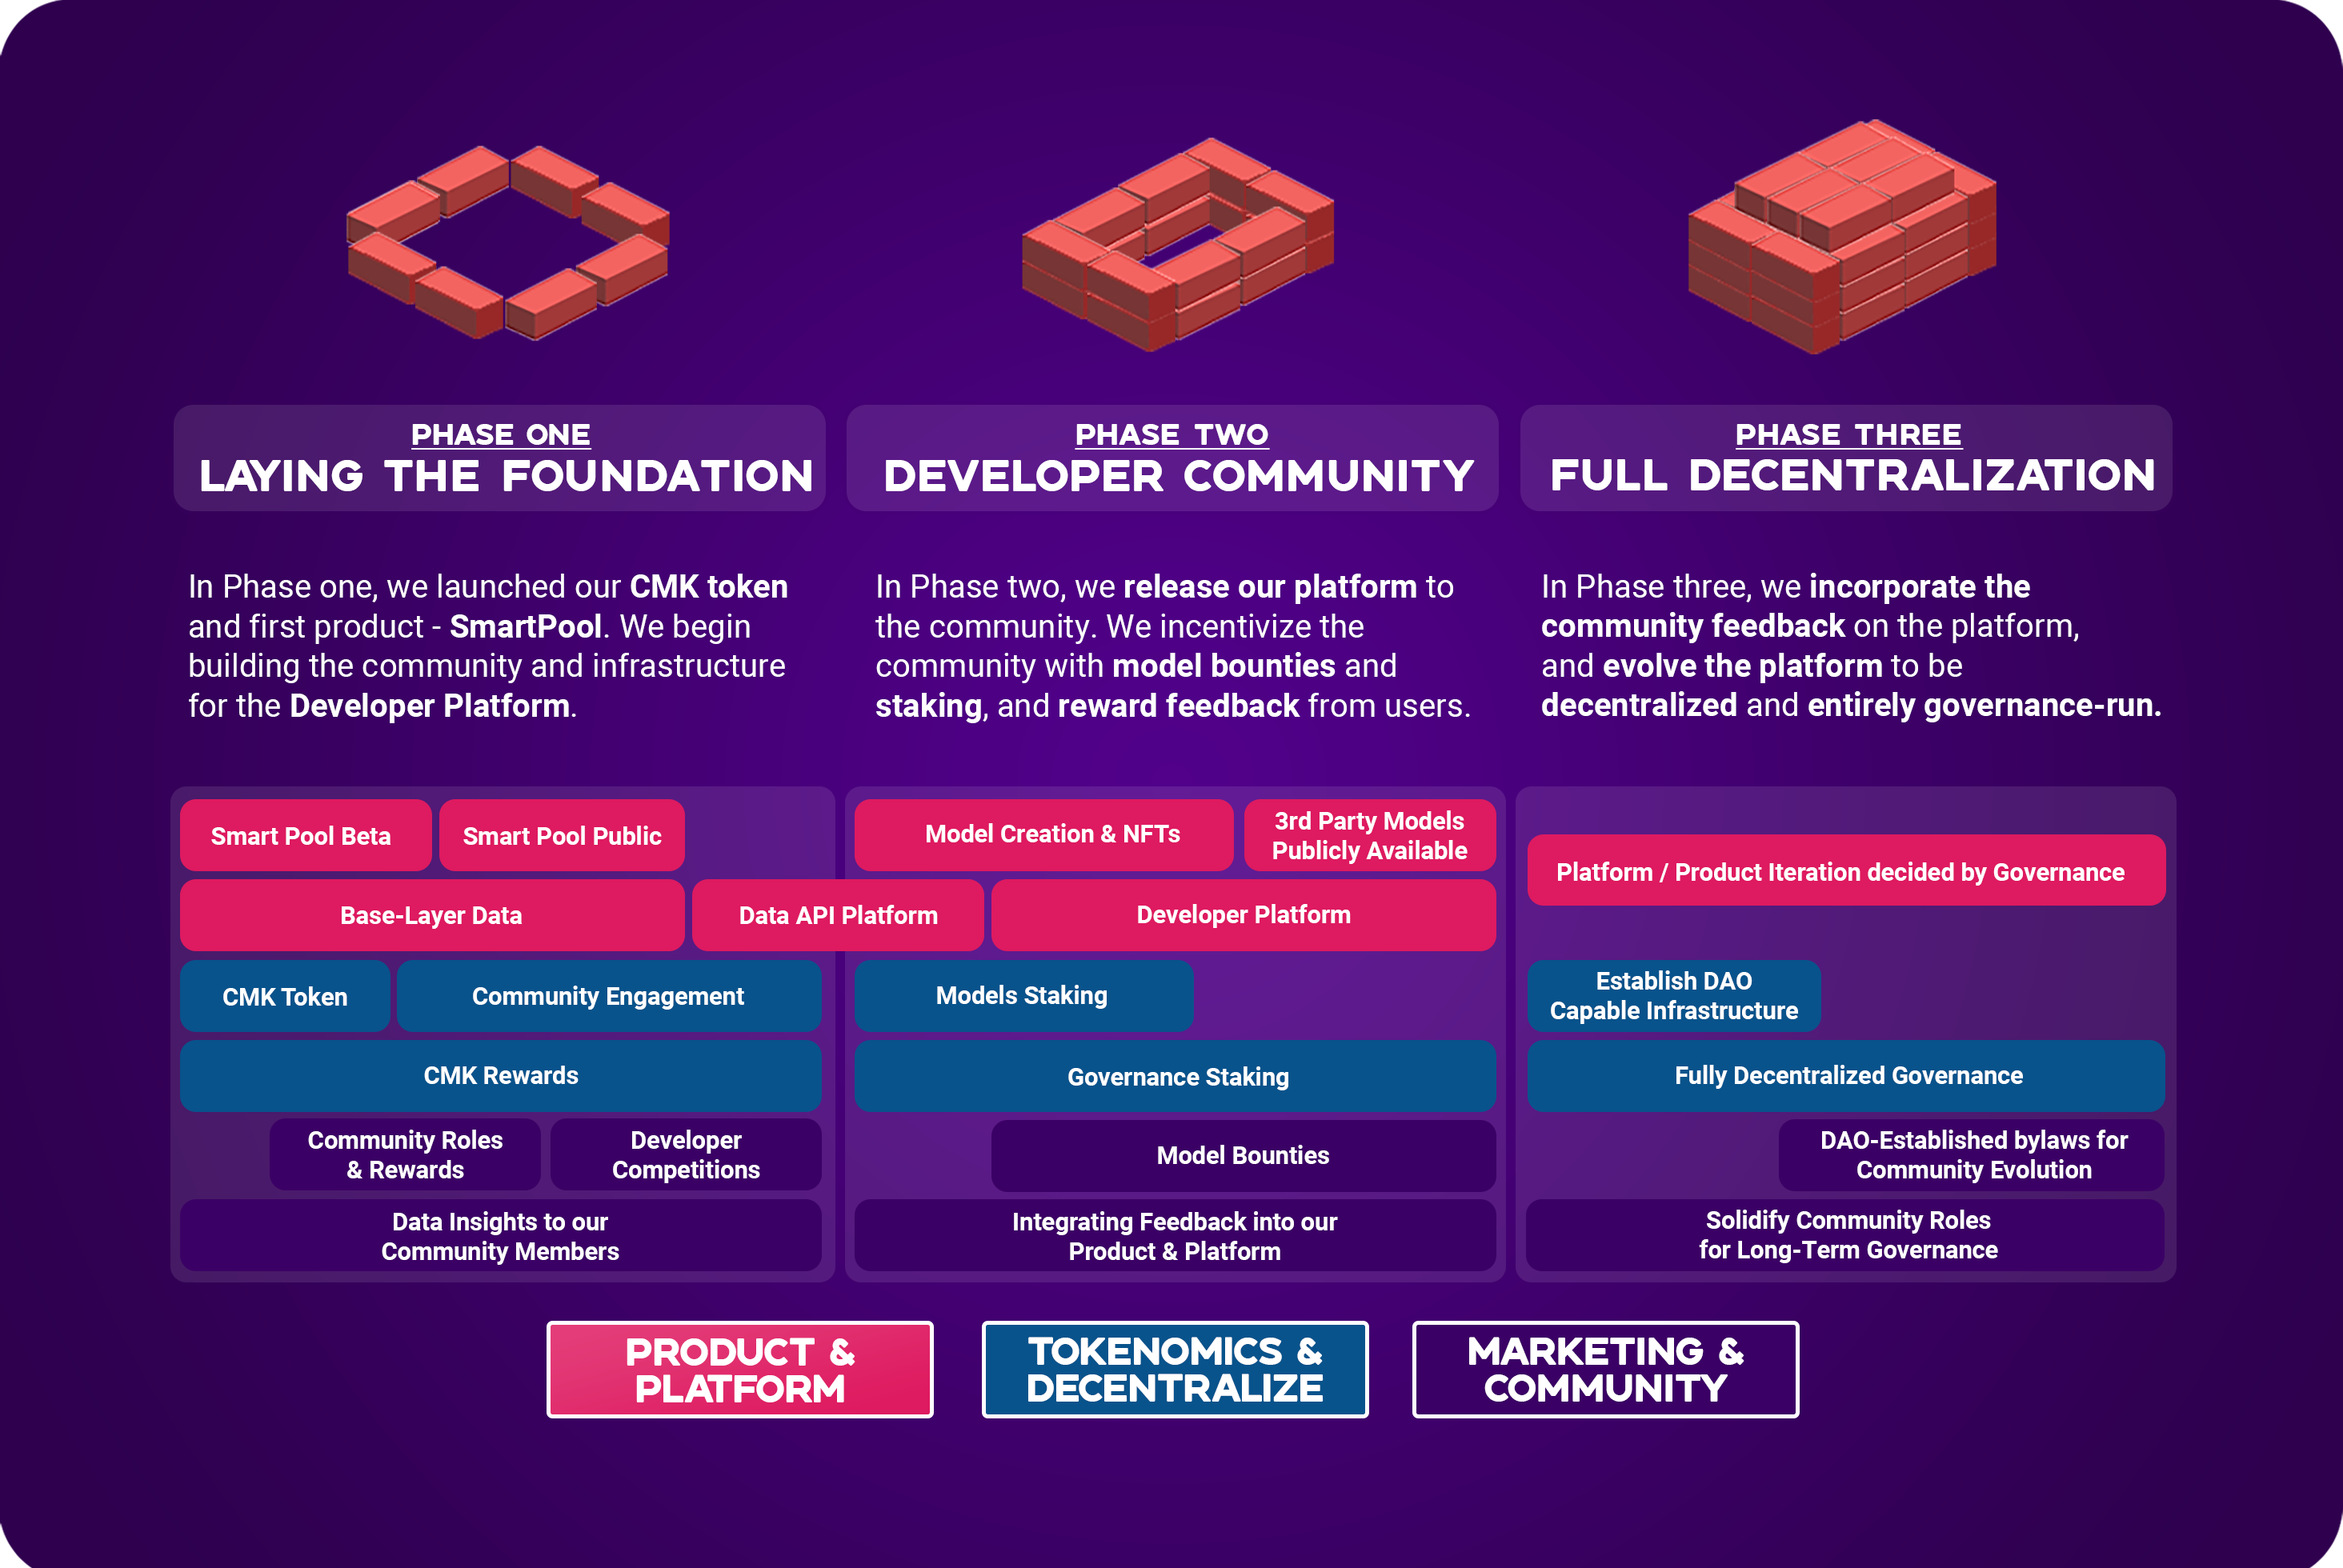 PHASE ONE
LAYING THE FOUNDATION
In Phase one, we launched our CMK token
and first product - SmartPool. We begin
building the community and infrastructure
for the Developer Platform.
PHASE TWO
DEVELOPER COMMUNITY
In Phase two, we release our platform to
the community. We incentivize the
community with model bounties and
staking, and reward feedback from users.
PHASE THREE
FULL DECENTRALIZATION
In Phase three, we incorporate the
community feedback on the platform,
and evolve the platform to be
decentralized and entirely governance-run.
Smart Pool Beta
Smart Pool Public
Base-Layer Data
Data API Platform
CMK Token
Community Engagement
CMK Rewards
Community Roles
& Rewards
Developer
Competitions
Data Insights to our
Community Members
Model Creation & NFTs
3rd Party Models
Publicly Available
Developer Platform
Models Staking
Governance Staking
Model Bounties
Integrating Feedback into our
Product & Platform
Platform / Product Iteration decided by Governance
Establish DAO
Capable Infrastructure
Fully Decentralized Governance
DAO-Established bylaws for
Community Evolution
Solidify Community Roles
for Long-Term Governance
PRODUCT &
PLATFORM
TOKENOMICS &
DECENTRALIZE
MARKETING &
COMMUNITY